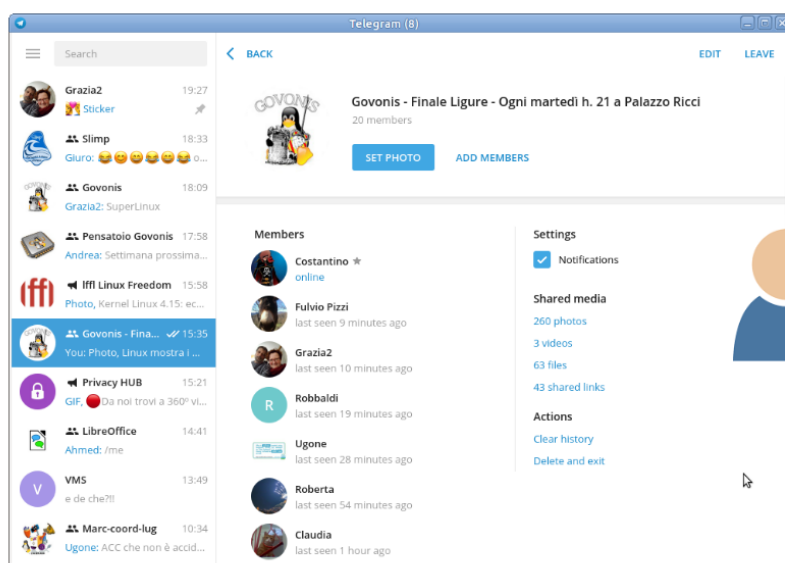 Telegram (8)
Search
BACK
EDIT
LEAVE
Grazia2 19:27
Sticker
Slimp 18:33
Giuro: 😂😊😊😂😊😂 o...
Govonis 18:09
Grazia2: SuperLinux
Pensatoio Govonis 17:58
Andrea: Settimana prossima...
lffl Linux Freedom 15:58
Photo, Kernel Linux 4.15: ec...
Govonis - Fina... 15:35
You: Photo, Linux mostra i ...
Privacy HUB 15:21
GIF, 🔴Da noi trovi a 360º vi...
LibreOffice 14:41
Ahmed: /me
VMS 13:49
e de che?!!
Marc-coord-lug 10:34
Ugone: ACC che non è accid...
(ffl)
V
GOVONIS
Govonis - Finale Ligure - Ogni martedì h. 21 a Palazzo Ricci
20 members
SET PHOTO
ADD MEMBERS
Members
Costantino ★
online
Fulvio Pizzi
last seen 9 minutes ago
Grazia2
last seen 10 minutes ago
R
Robbaldi
last seen 19 minutes ago
Ugone
last seen 28 minutes ago
Roberta
last seen 54 minutes ago
Claudia
last seen 1 hour ago
Settings
Notifications
Shared media
260 photos
3 videos
63 files
43 shared links
Actions
Clear history
Delete and exit